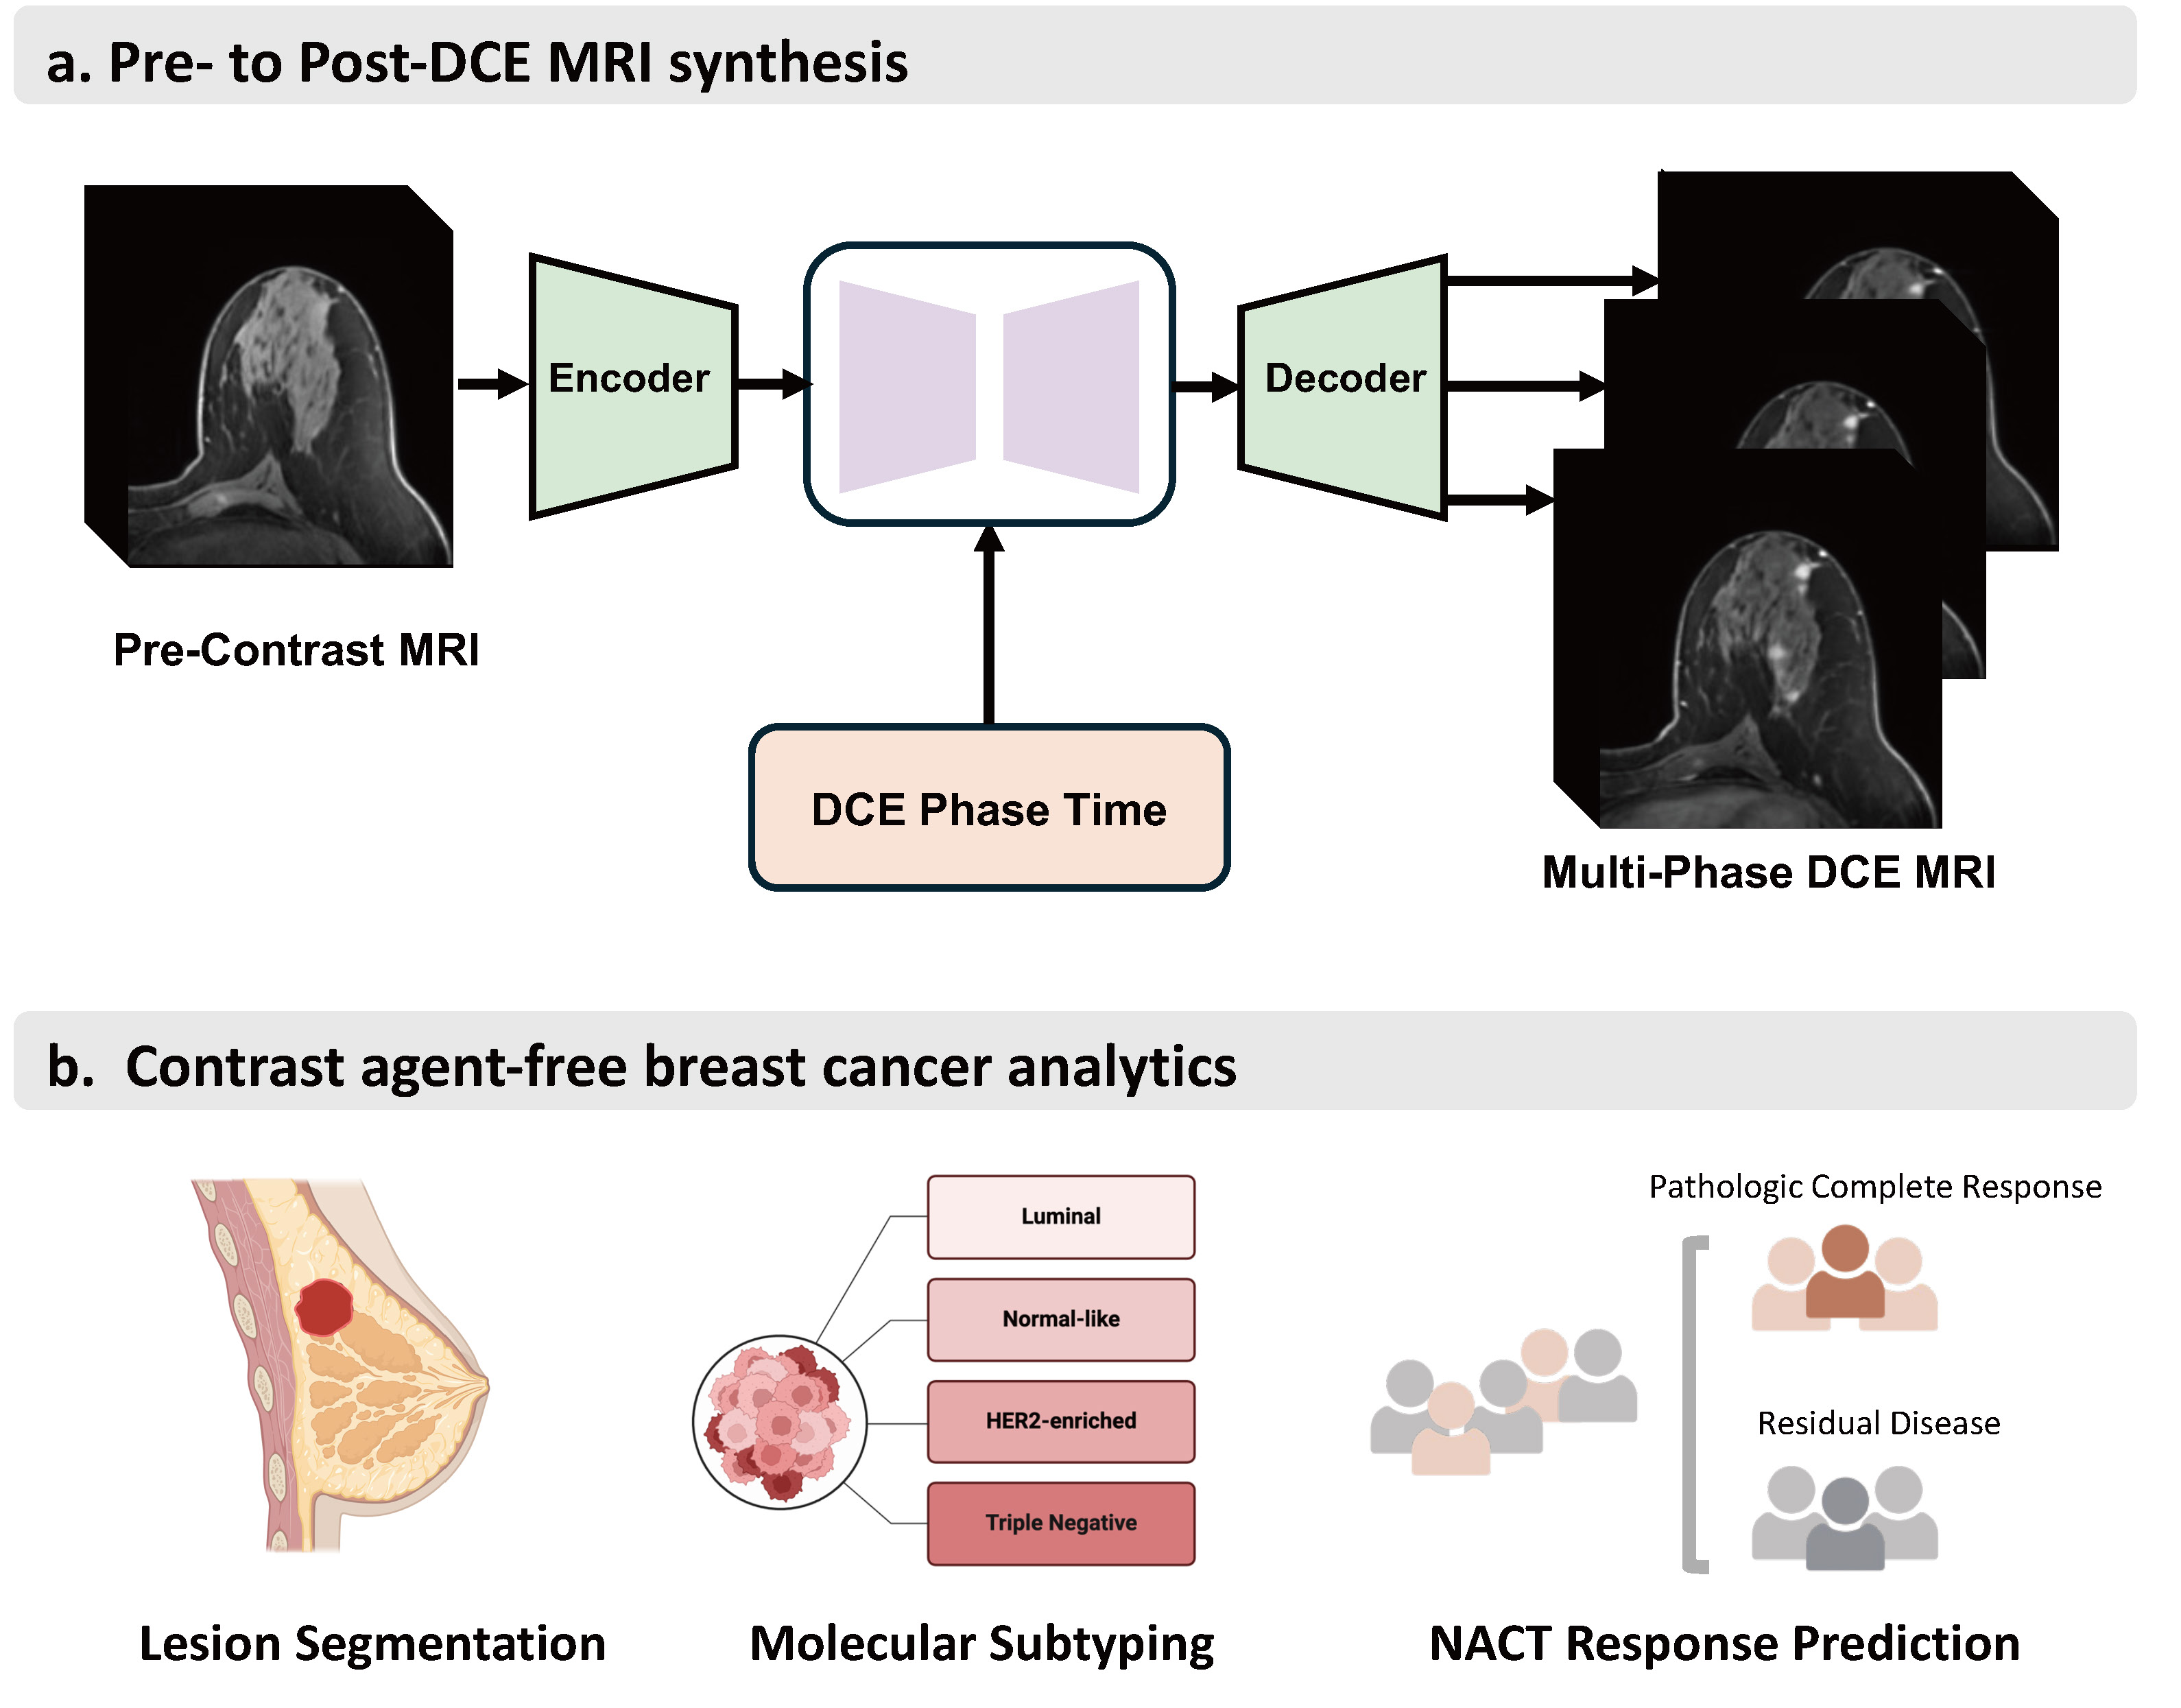 a. Pre- to Post-DCE MRI synthesis
Encoder
Decoder
Pre-Contrast MRI
DCE Phase Time
Multi-Phase DCE MRI
b. Contrast agent-free breast cancer analytics
Luminal
Normal-like
HER2-enriched
Triple Negative
Pathologic Complete Response
Residual Disease
Lesion Segmentation
Molecular Subtyping
NACT Response Prediction